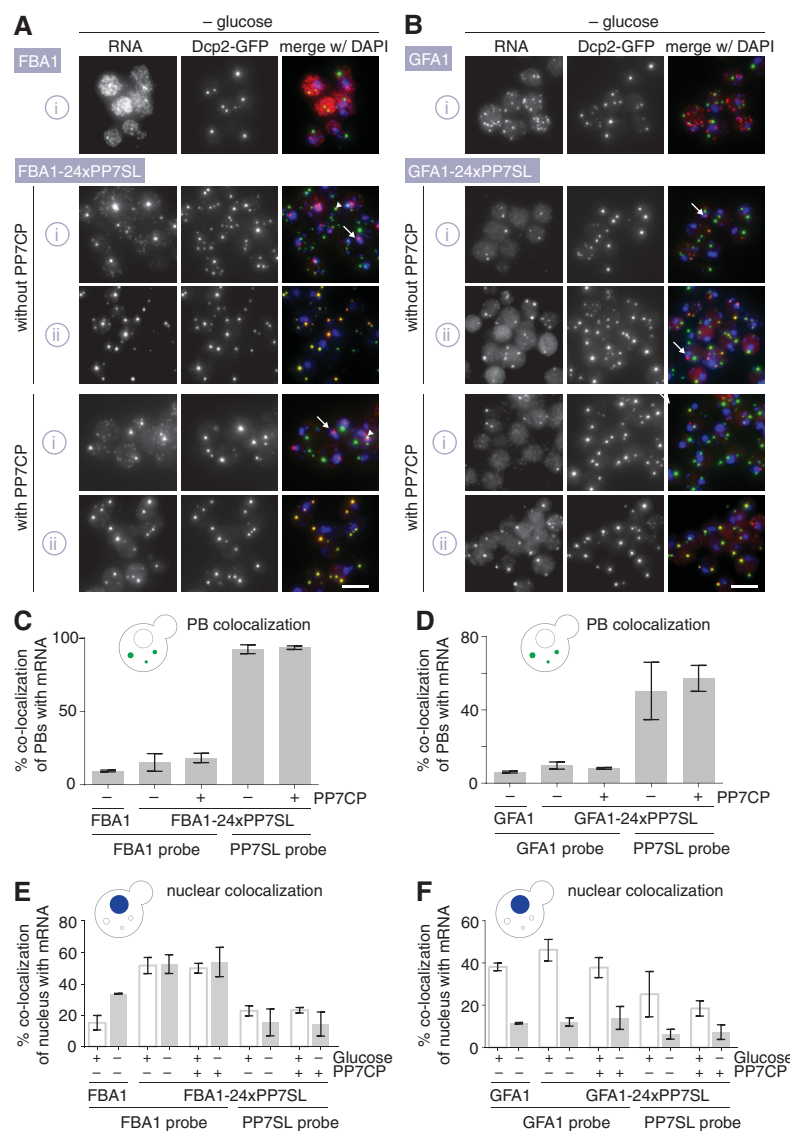 A
– glucose
RNA Dcp2-GFP merge w/ DAPI
FBA1
i
FBA1-24xPP7SL
without PP7CP
i
ii
with PP7CP
i
ii
B
– glucose
RNA Dcp2-GFP merge w/ DAPI
GFA1
i
GFA1-24xPP7SL
without PP7CP
i
ii
with PP7CP
i
ii
C
PB colocalization
% co-localization
of PBs with mRNA
100
50
0
– – + – + PP7CP
FBA1 FBA1-24xPP7SL
FBA1 probe PP7SL probe
D
PB colocalization
% co-localization
of PBs with mRNA
80
40
0
– – + – + PP7CP
GFA1 GFA1-24xPP7SL
GFA1 probe PP7SL probe
E
nuclear colocalization
% co-localization
of nucleus with mRNA
80
60
40
20
0
+ – + – + – + – + – Glucose
– – – – + + – – + + PP7CP
FBA1 FBA1-24xPP7SL
FBA1 probe PP7SL probe
F
nuclear colocalization
% co-localization
of nucleus with mRNA
60
40
20
0
+ – + – + – + – + – Glucose
– – – – + + – – + + PP7CP
GFA1 GFA1-24xPP7SL
GFA1 probe PP7SL probe